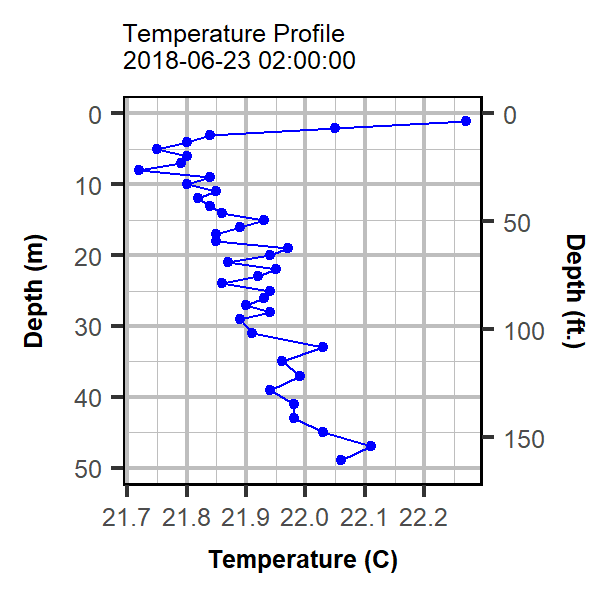 Temperature Profile
2018-06-23 02:00:00
0
10
20
30
40
50
Depth (m)
0
50
100
150
Depth (ft.)
21.7 21.8 21.9 22.0 22.1 22.2
Temperature (C)